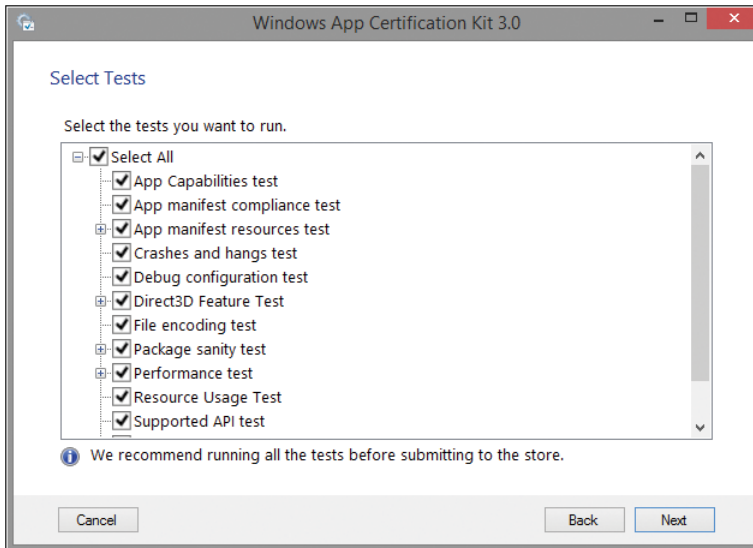 Windows App Certification Kit 3.0
Select Tests
Select the tests you want to run.
Select All
App Capabilities test
App manifest compliance test
App manifest resources test
Crashes and hangs test
Debug configuration test
Direct3D Feature Test
File encoding test
Package sanity test
Performance test
Resource Usage Test
Supported API test
We recommend running all the tests before submitting to the store.
Cancel Back Next